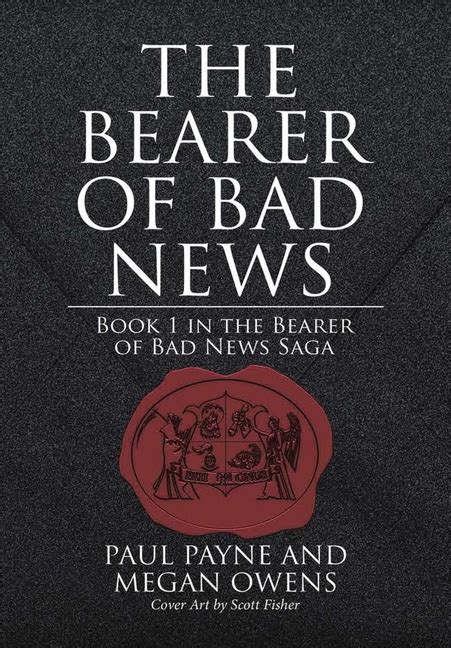 THE
BEARER
OF BAD
NEWS
BOOK 1 IN THE BEARER
OF BAD NEWS SAGA
PAUL PAYNE AND
MEGAN OWENS
Cover Art by Scott Fisher